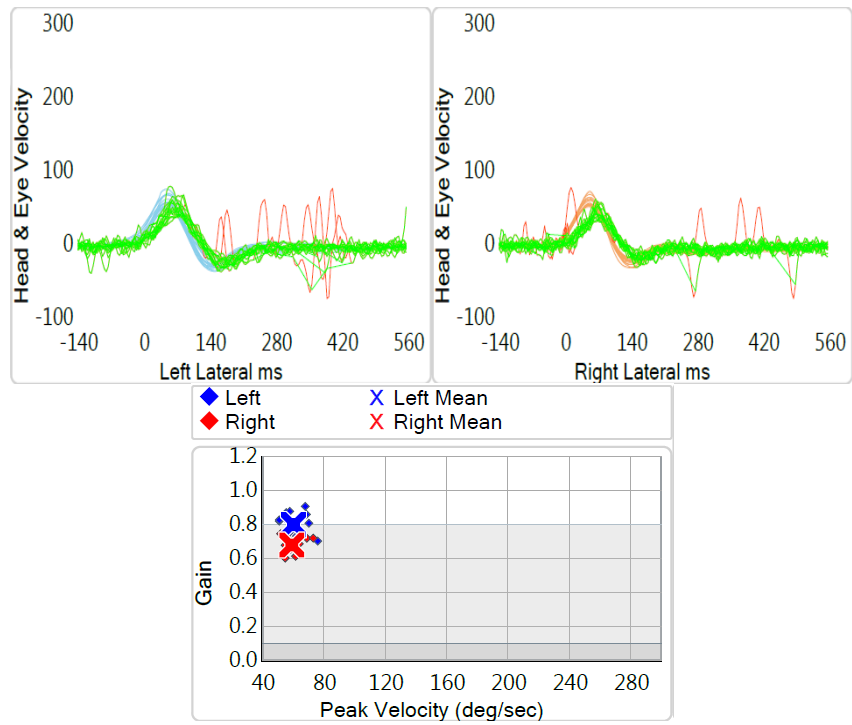 300
200
100
0
-100
Head & Eye Velocity
-140 0 140 280 420 560
Left Lateral ms
300
200
100
0
-100
Head & Eye Velocity
-140 0 140 280 420 560
Right Lateral ms
Left X Left Mean
Right X Right Mean
1.2
1.0
0.8
0.6
0.4
0.2
0.0
Gain
40 80 120 160 200 240 280
Peak Velocity (deg/sec)